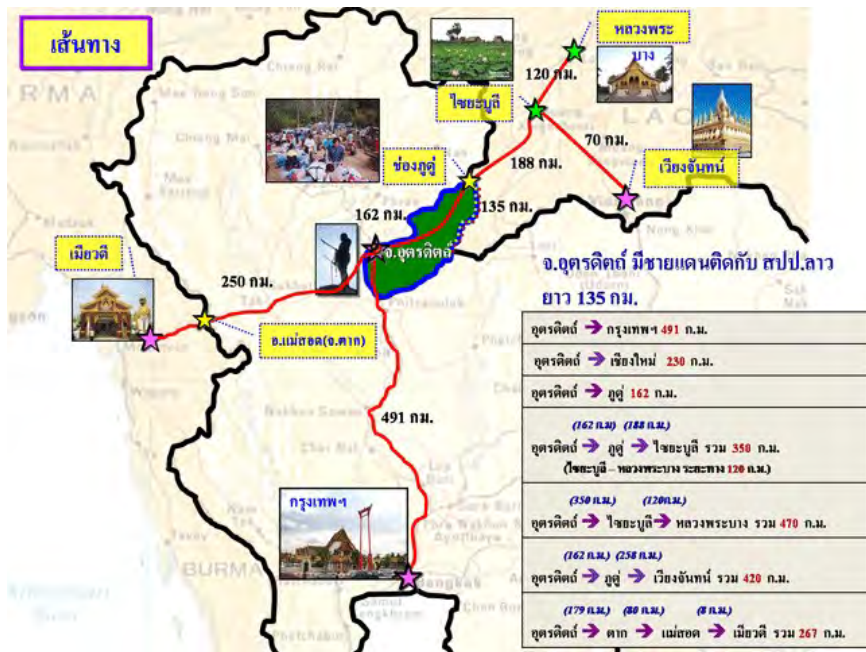 เส้นทาง
หลวงพระ
บาง
120 กม.
ไชยะบูลี
70 กม.
188 กม.
ช่องภูดู่
เวียงจันทน์
135 กม.
162 กม.
จ.อุตรดิตถ์
เมียวดี
250 กม.
อ.แม่สอด(จ.ตาก)
491 กม.
กรุงเทพฯ
จ.อุตรดิตถ์ มีชายแดนติดกับ สปป.ลาว
ยาว 135 กม.
อุตรดิตถ์ ➔ กรุงเทพฯ 491 ก.ม.
อุตรดิตถ์ ➔ เชียงใหม่ 230 ก.ม.
อุตรดิตถ์ ➔ ภูดู่ 162 ก.ม.
(162 ก.ม) (188 ก.ม.)
อุตรดิตถ์ ➔ ภูดู่ ➔ ไชยะบูลี รวม 350 ก.ม.
(ไชยะบูลี – หลวงพระบาง ระยะทาง 120 ก.ม.)
(350 ก.ม.) (120ก.ม.)
อุตรดิตถ์ ➔ ไชยะบูลี➔ หลวงพระบาง รวม 470 ก.ม.
(162 ก.ม.) (258 ก.ม.)
อุตรดิตถ์ ➔ ภูดู่ ➔ เวียงจันทน์ รวม 420 ก.ม.
(179 ก.ม.) (80 ก.ม.) (8 ก.ม.)
อุตรดิตถ์ ➔ ตาก ➔ แม่สอด ➔ เมียวดี รวม 267 ก.ม.
Chiang Rai
Chiang Mai
Phitsanulok
Nakhon Sawan
BURMA